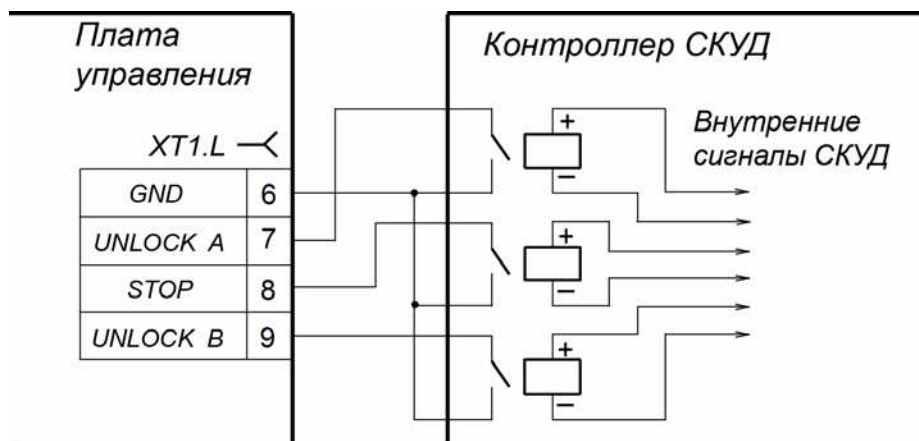 Плата
управления
Контроллер СКУД
XT1.L
GND 6
UNLOCK A 7
STOP 8
UNLOCK B 9
Внутренние
сигналы СКУД
+
−
+
−
+
−